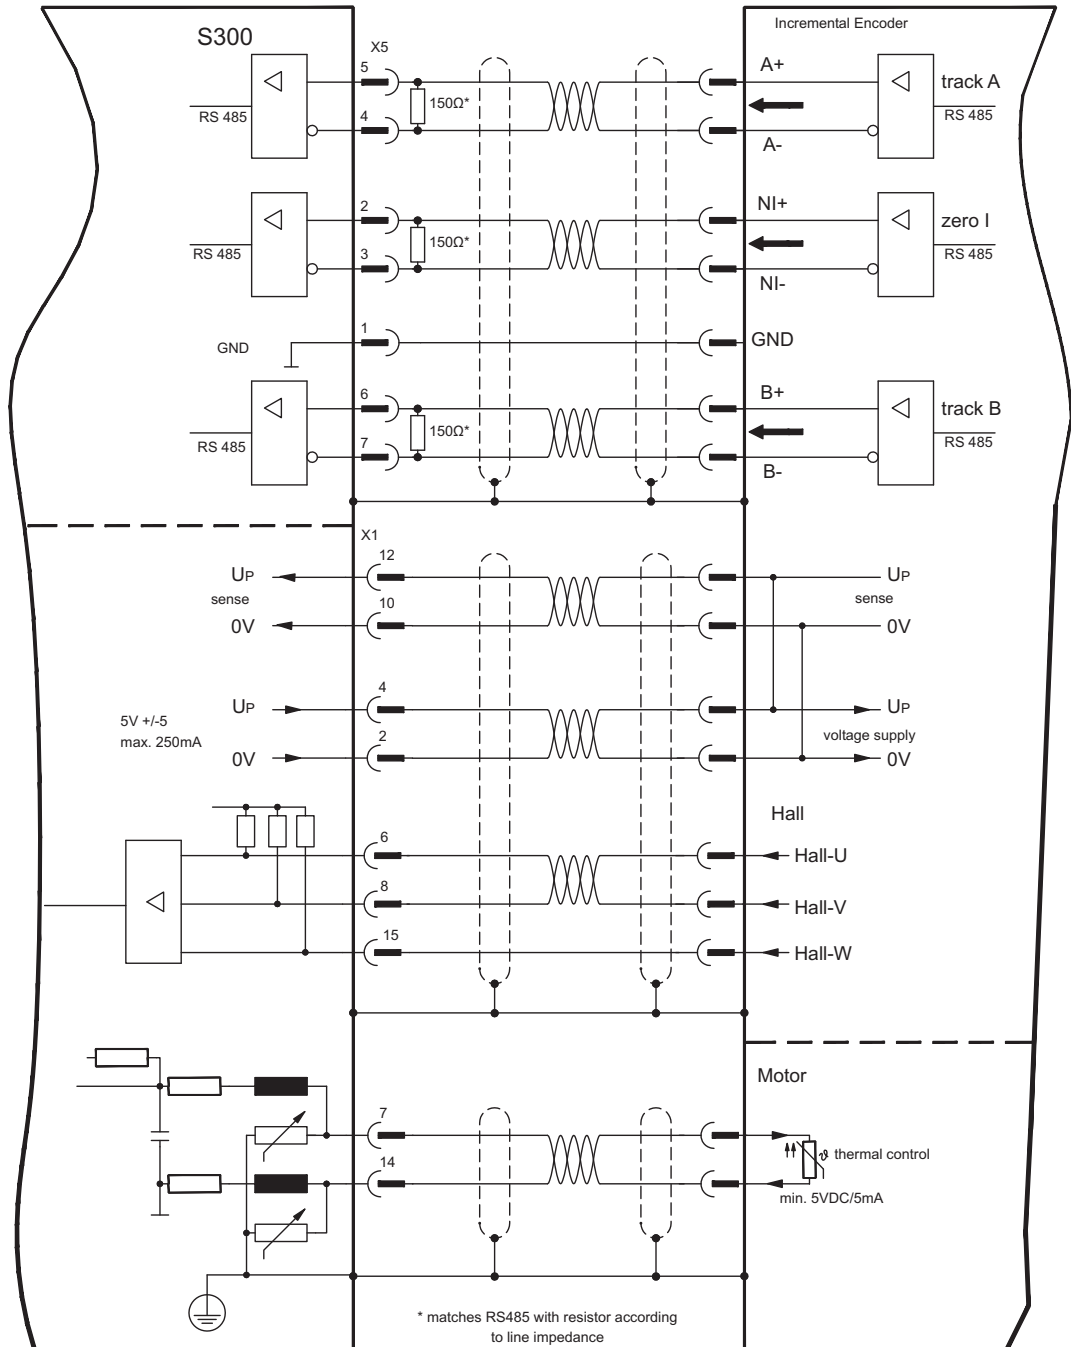 Incremental Encoder
S300
X5
5
A+
track A
150Ω*
RS 485
RS 485
4
A-
2
NI+
zero I
150Ω*
RS 485
RS 485
3
NI-
1
GND
GND
6
B+
track B
150Ω*
RS 485
RS 485
7
B-
X1
12
UP
UP
sense
sense
10
0V
0V
4
UP
UP
5V +/-5
max. 250mA
voltage supply
2
0V
0V
Hall
6
Hall-U
8
Hall-V
15
Hall-W
Motor
7
ϑ thermal control
14
min. 5VDC/5mA
* matches RS485 with resistor according
to line impedance